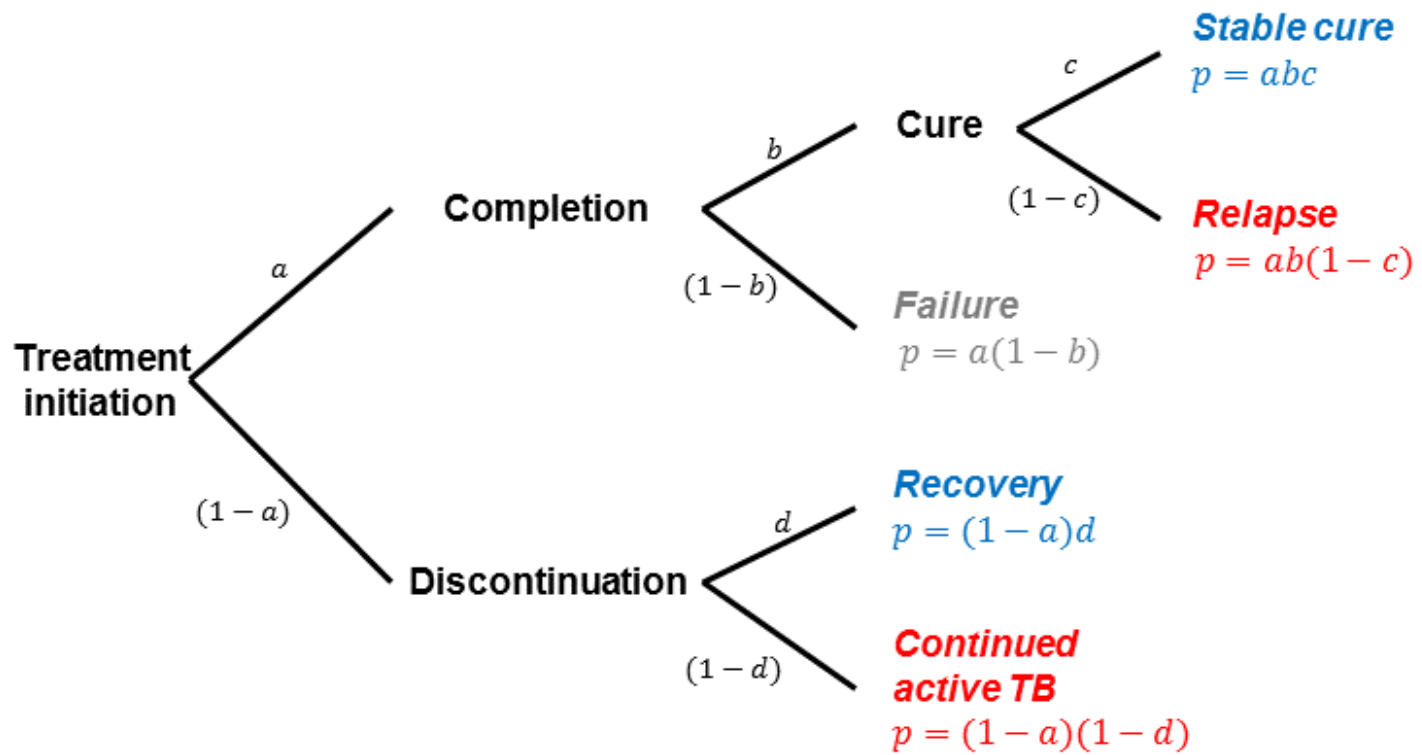 Treatment
initiation
a
(1 − a)
Completion
b
(1 − b)
Cure
c
(1 − c)
Stable cure
p = abc
Relapse
p = ab(1 − c)
Failure
p = a(1 − b)
Discontinuation
d
(1 − d)
Recovery
p = (1 − a)d
Continued
active TB
p = (1 − a)(1 − d)